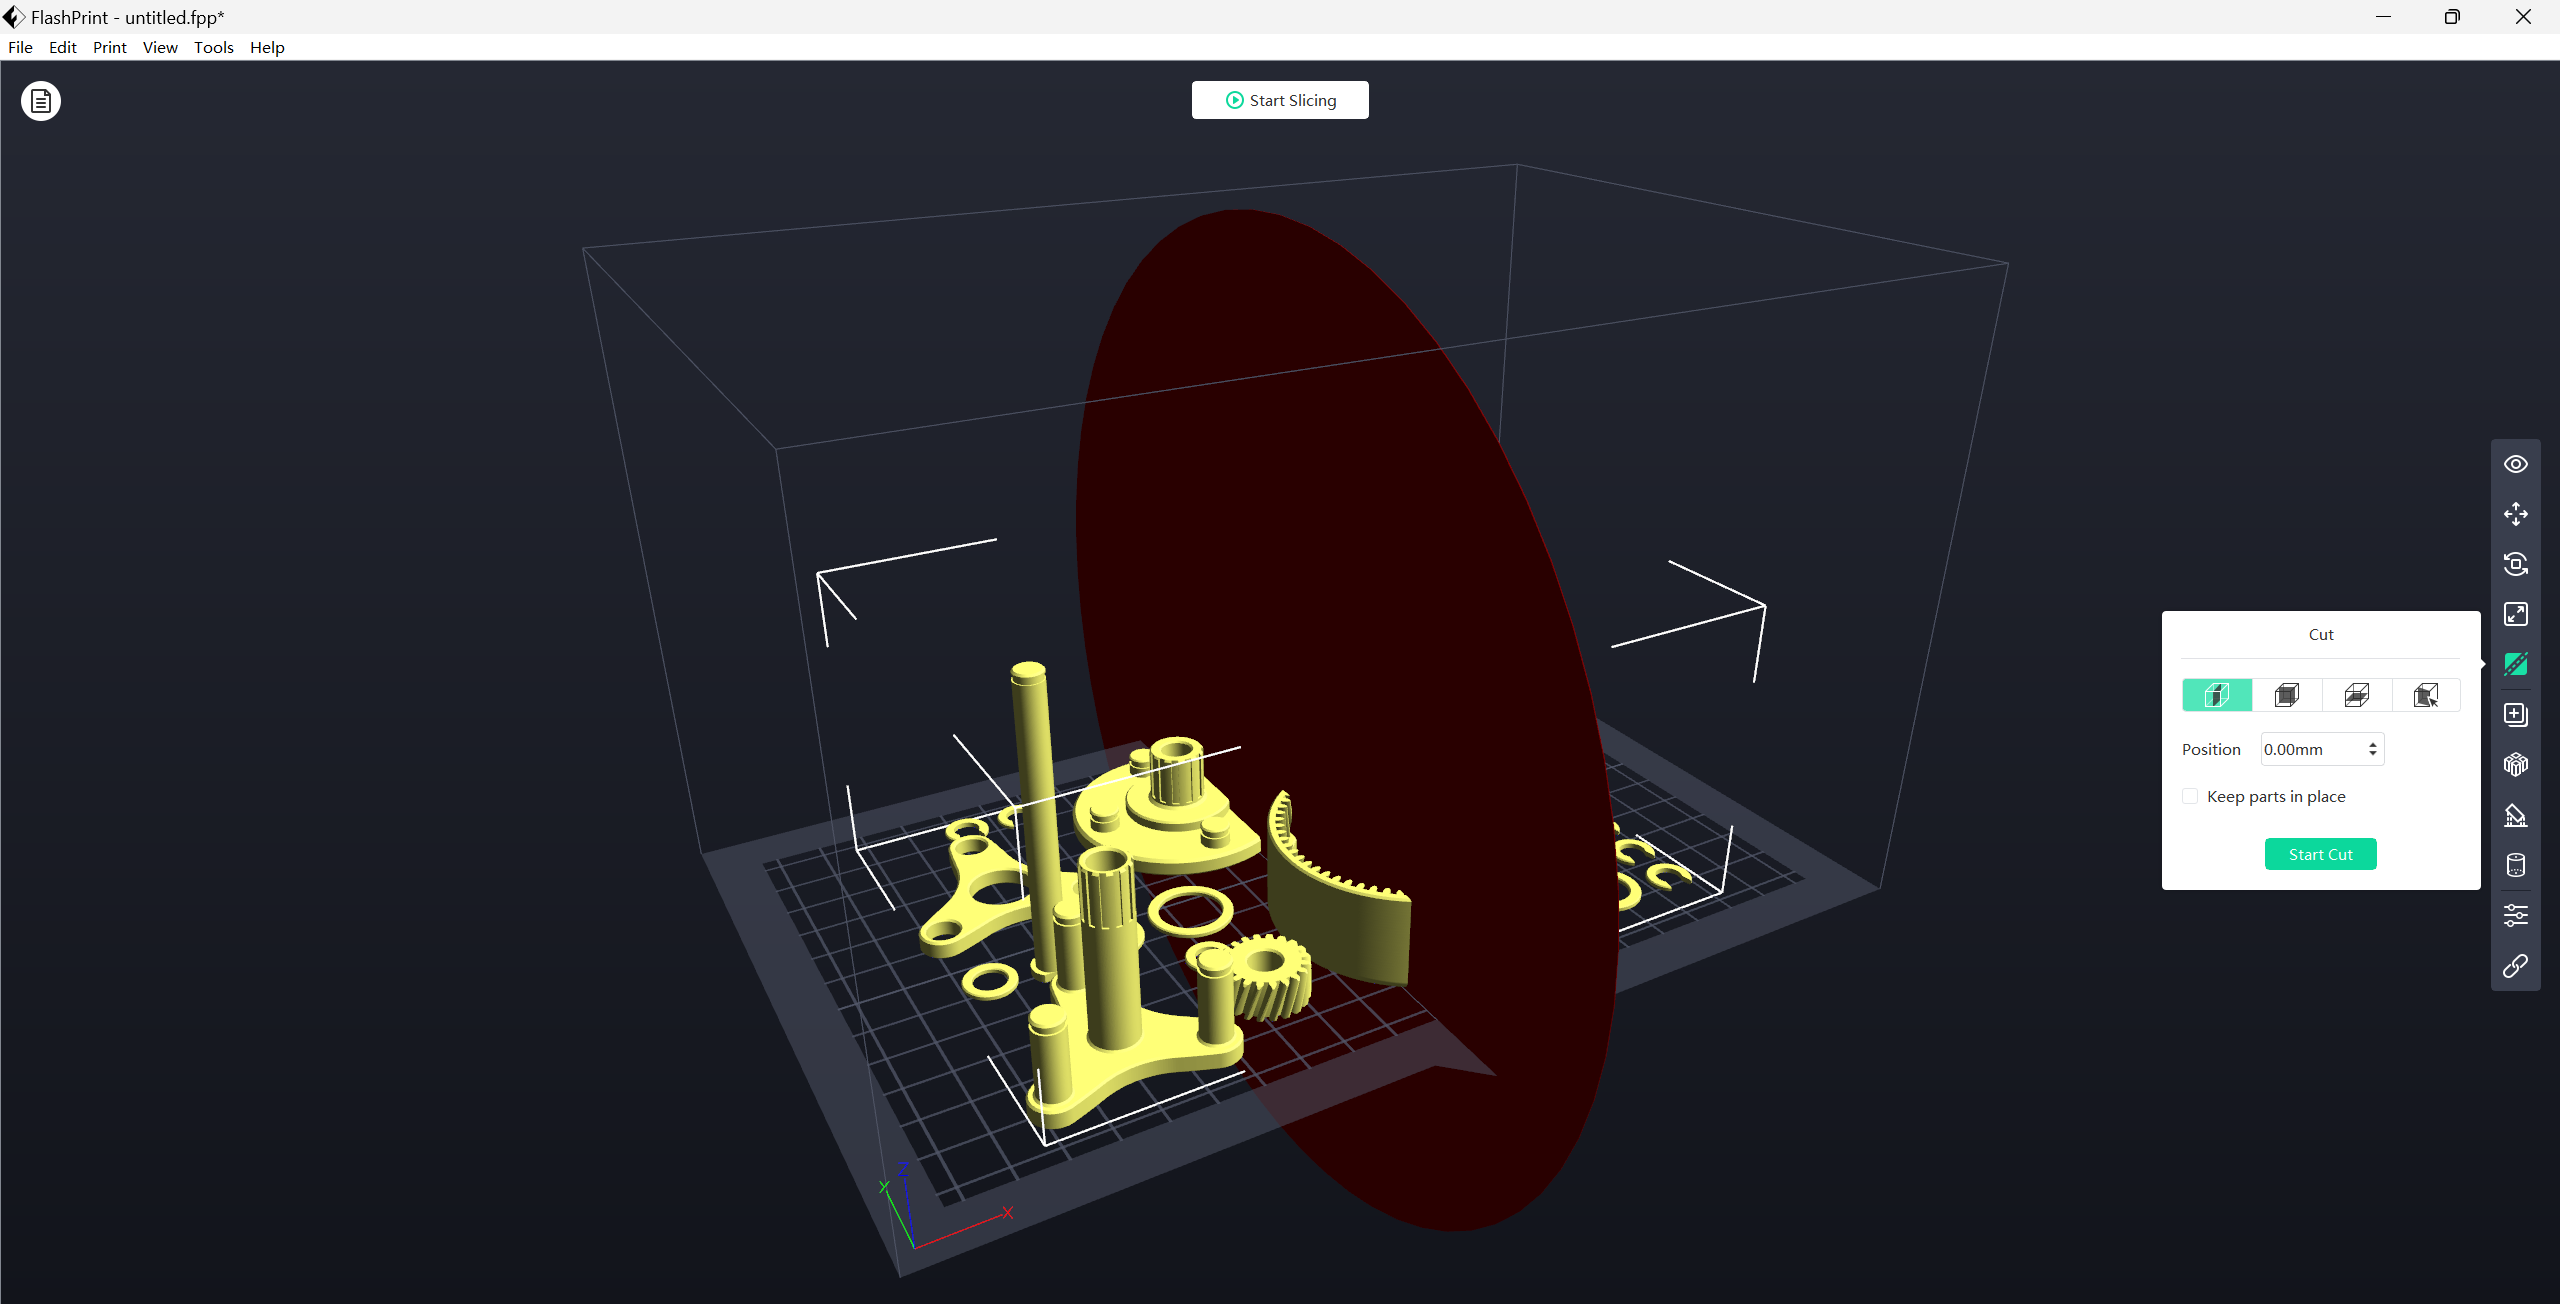 FlashPrint - untitled.fpp*
File Edit Print View Tools Help
Start Slicing
Cut
Position 0.00mm
Keep parts in place
Start Cut
Z
Y
X